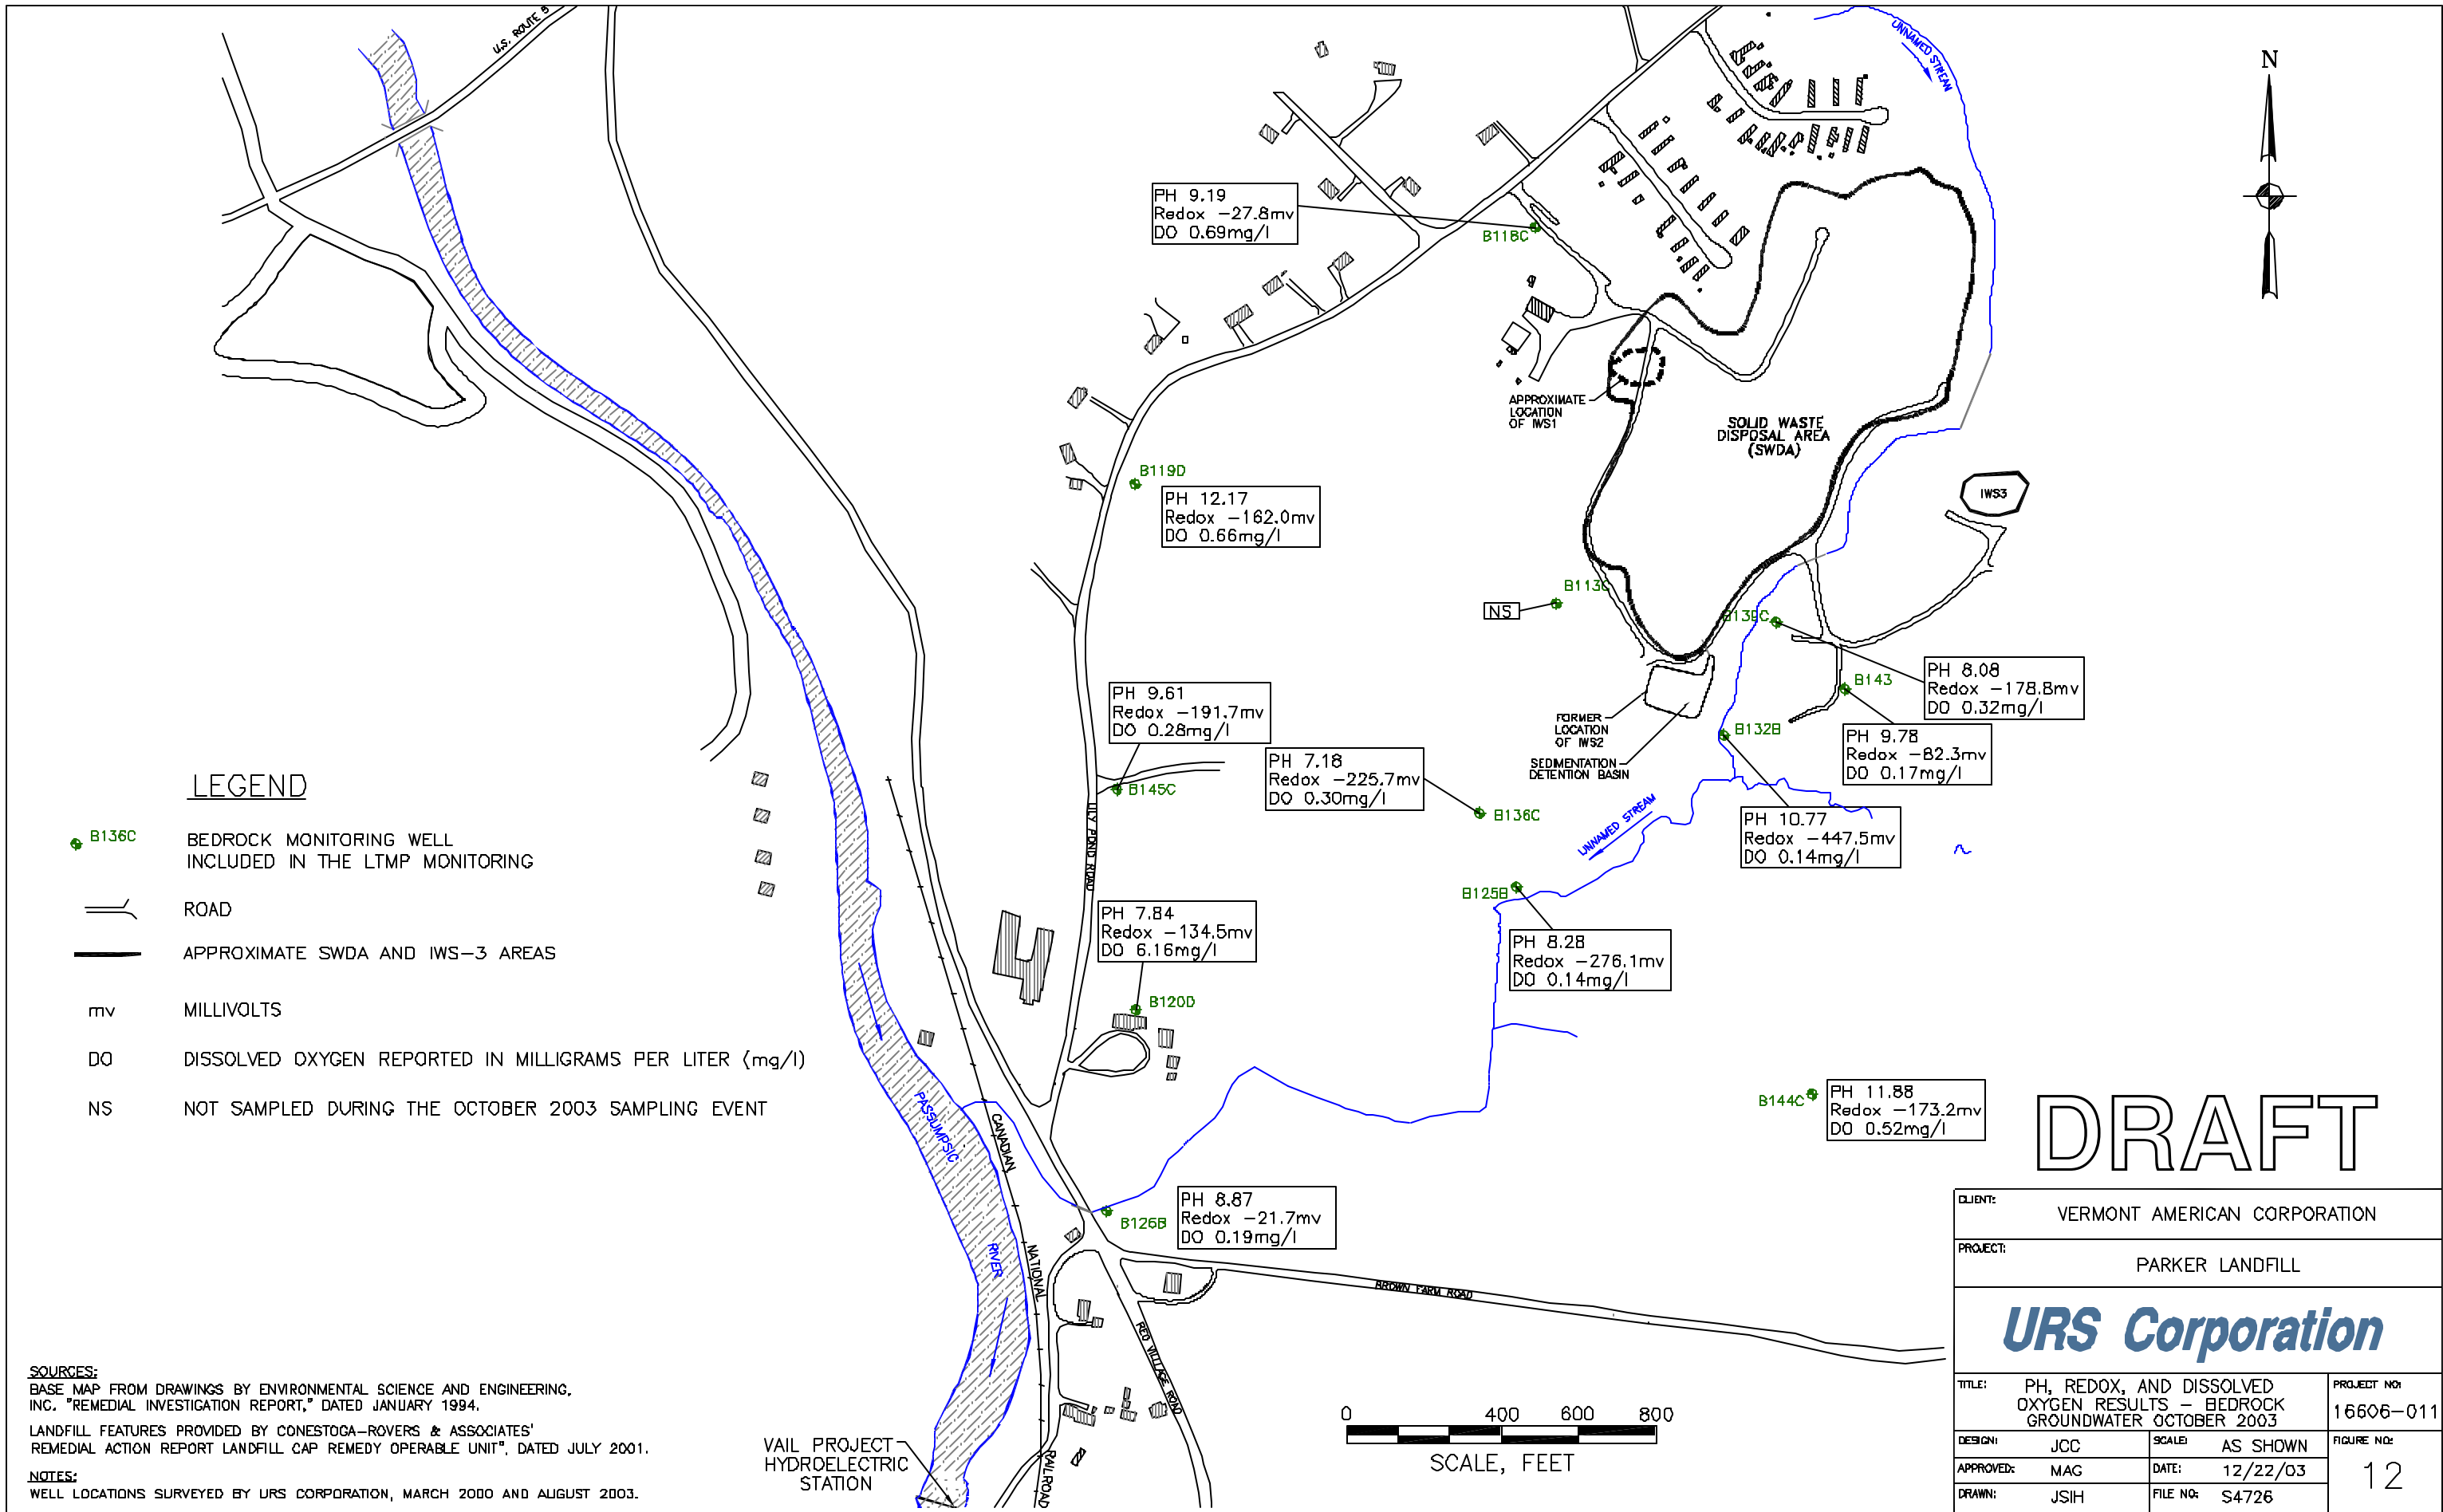 U.S. ROUTE 5
UNNAMED STREAM
N
PH 9.19
Redox -27.8mv
DO 0.69mg/l
B118C
APPROXIMATE
LOCATION
OF IWS1
SOLID WASTE
DISPOSAL AREA
(SWDA)
IWS3
B119D
PH 12.17
Redox -162.0mv
DO 0.66mg/l
B113C
NS
PH 8.08
Redox -178.8mv
DO 0.32mg/l
B143
PH 9.78
Redox -82.3mv
DO 0.17mg/l
FORMER
LOCATION
OF IWS2
SEDIMENTATION
DETENTION BASIN
B132B
PH 10.77
Redox -447.5mv
DO 0.14mg/l
PH 9.61
Redox -191.7mv
DO 0.28mg/l
B145C
PH 7.18
Redox -225.7mv
DO 0.30mg/l
B136C
UNNAMED STREAM
LILY POND ROAD
B125B
PH 8.28
Redox -276.1mv
DO 0.14mg/l
PH 7.84
Redox -134.5mv
DO 6.16mg/l
B120D
B144C
PH 11.88
Redox -173.2mv
DO 0.52mg/l
PASSUMPSIC
RIVER
CANADIAN
NATIONAL
RAILROAD
B126B
PH 8.87
Redox -21.7mv
DO 0.19mg/l
BROWN FARM ROAD
RED VILLAGE ROAD
VAIL PROJECT
HYDROELECTRIC
STATION
0 400 600 800
SCALE, FEET
LEGEND
B136C BEDROCK MONITORING WELL
INCLUDED IN THE LTMP MONITORING
ROAD
APPROXIMATE SWDA AND IWS-3 AREAS
mv MILLIVOLTS
DO DISSOLVED OXYGEN REPORTED IN MILLIGRAMS PER LITER (mg/l)
NS NOT SAMPLED DURING THE OCTOBER 2003 SAMPLING EVENT
SOURCES:
BASE MAP FROM DRAWINGS BY ENVIRONMENTAL SCIENCE AND ENGINEERING,
INC. "REMEDIAL INVESTIGATION REPORT," DATED JANUARY 1994.
LANDFILL FEATURES PROVIDED BY CONESTOGA-ROVERS & ASSOCIATES'
REMEDIAL ACTION REPORT LANDFILL CAP REMEDY OPERABLE UNIT", DATED JULY 2001.
NOTES:
WELL LOCATIONS SURVEYED BY URS CORPORATION, MARCH 2000 AND AUGUST 2003.
DRAFT
CLIENT:
VERMONT AMERICAN CORPORATION
PROJECT:
PARKER LANDFILL
URS Corporation
TITLE: PH, REDOX, AND DISSOLVED
OXYGEN RESULTS - BEDROCK
GROUNDWATER OCTOBER 2003
PROJECT NO:
16606-011
DESIGN: JCC SCALE: AS SHOWN
APPROVED: MAG DATE: 12/22/03
DRAWN: JSIH FILE NO: S4726
FIGURE NO:
12